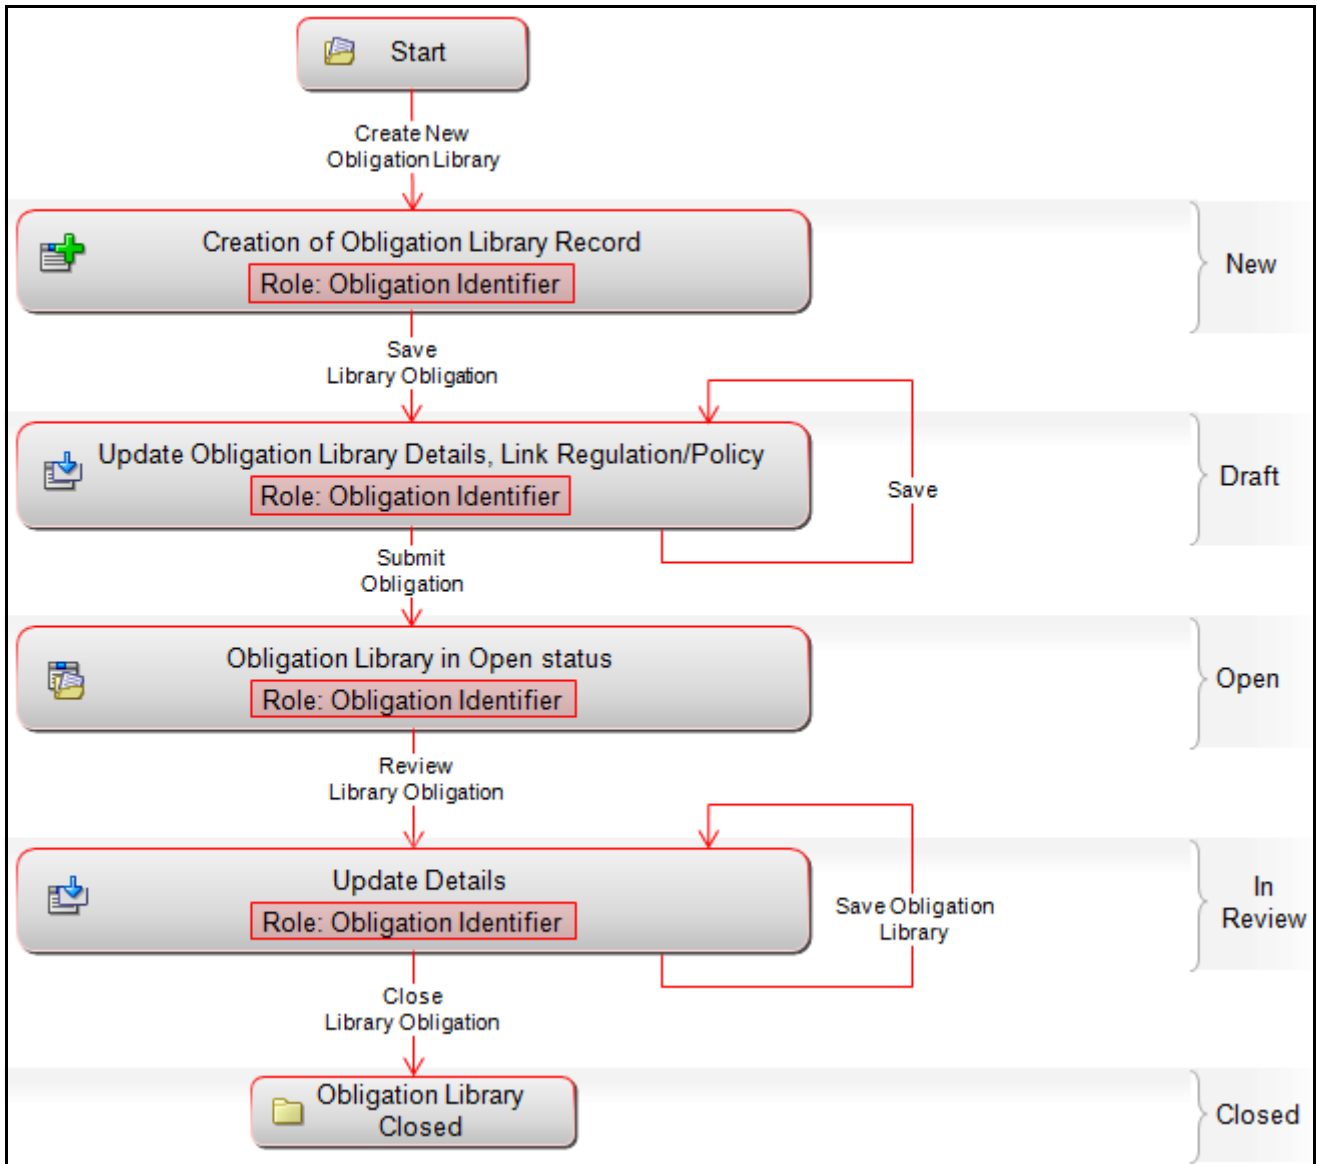 Start
Create New
Obligation Library
Creation of Obligation Library Record
Role: Obligation Identifier
New
Save
Library Obligation
Update Obligation Library Details, Link Regulation/Policy
Role: Obligation Identifier
Save
Draft
Submit
Obligation
Obligation Library in Open status
Role: Obligation Identifier
Open
Review
Library Obligation
Update Details
Role: Obligation Identifier
Save Obligation
Library
In
Review
Close
Library Obligation
Obligation Library
Closed
Closed